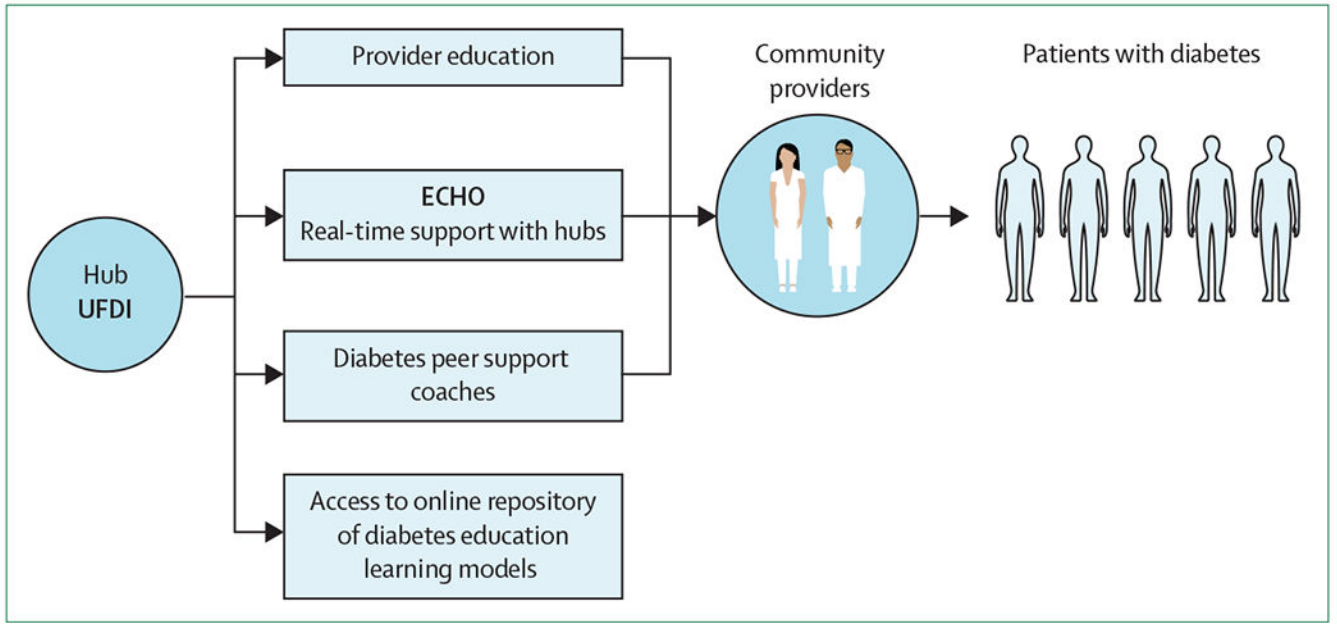 Hub
UFDI
Provider education
ECHO
Real-time support with hubs
Diabetes peer support
coaches
Access to online repository
of diabetes education
learning models
Community
providers
Patients with diabetes